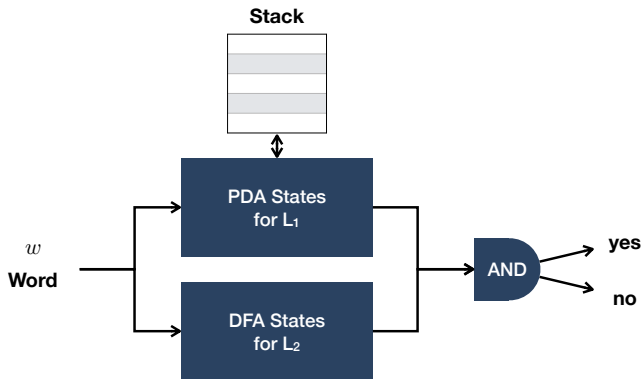 Stack
PDA States
for L₁
w
Word
AND
yes
no
DFA States
for L₂